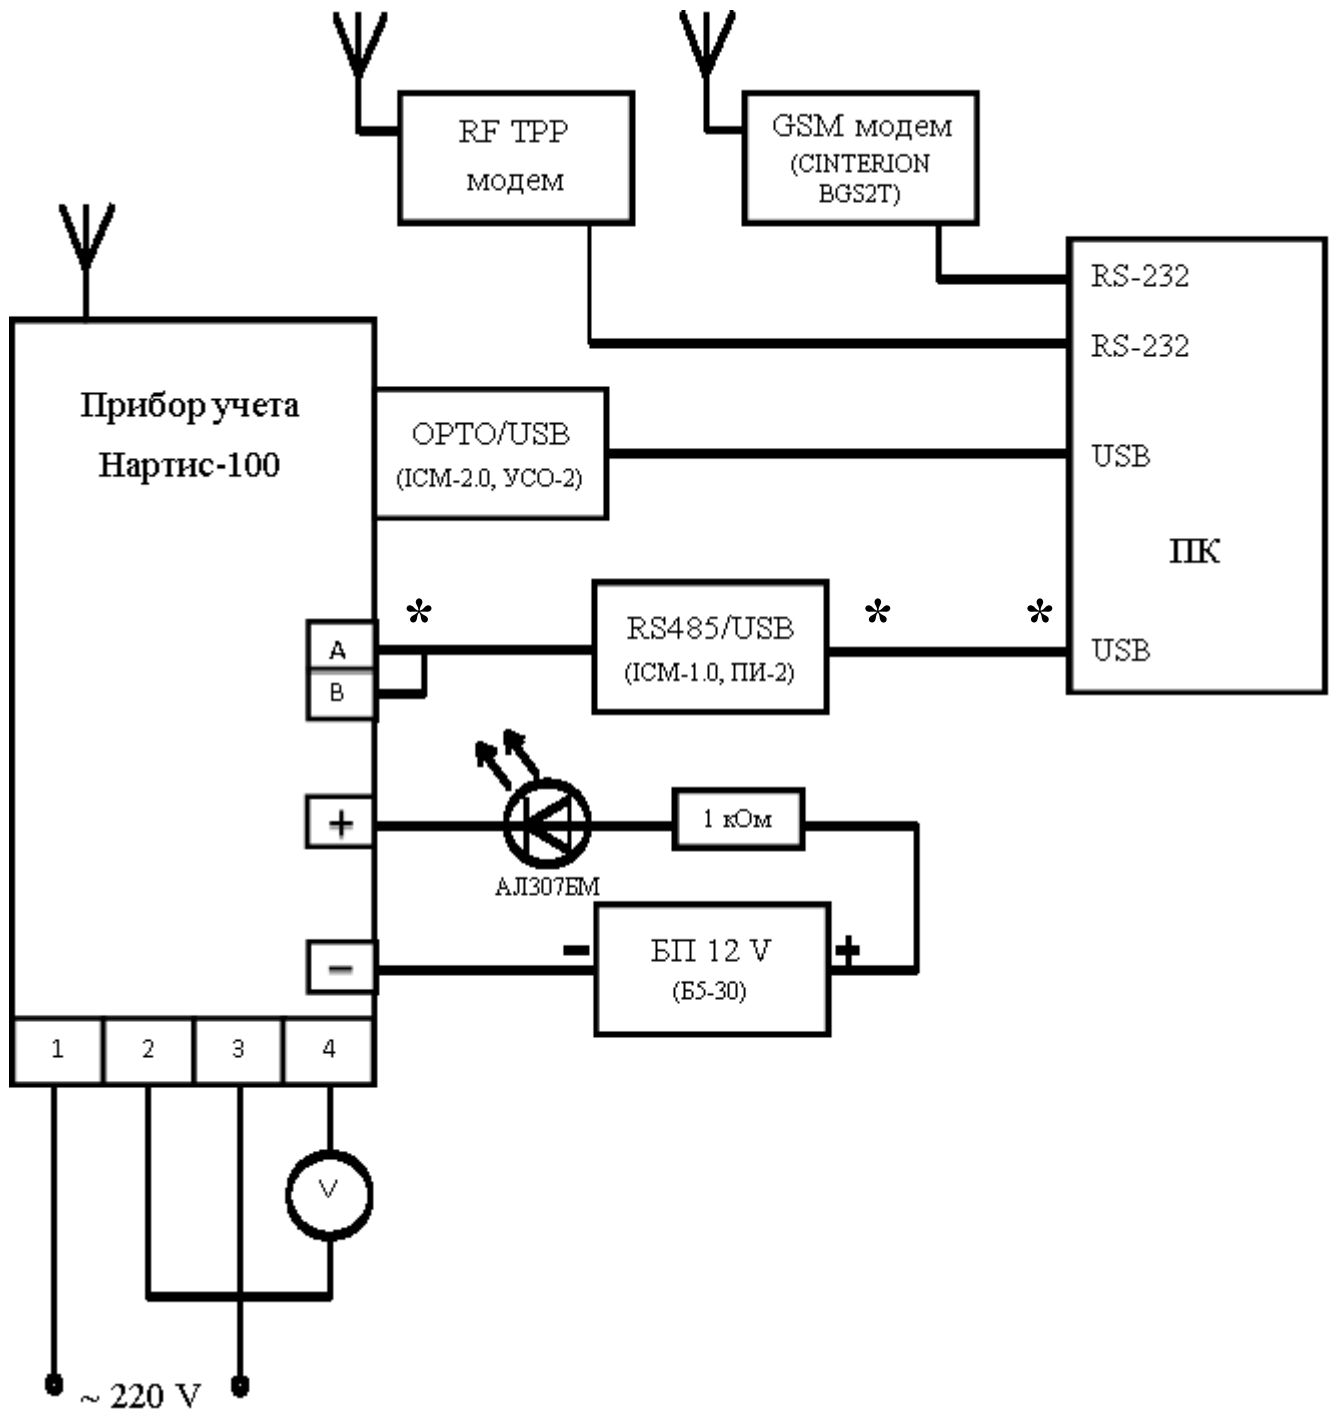 RF TPP
модем
GSM модем
(CINTERION
BGS2T)
RS-232
RS-232
USB
ПК
USB
Прибор учета
Нартис-100
OPTO/USB
(ICM-2.0, УСО-2)
*
*
*
RS485/USB
(ICM-1.0, ПИ-2)
A
B
+
1 кОм
АЛ307БМ
–
– БП 12 V +
(Б5-30)
1 2 3 4
V
~ 220 V